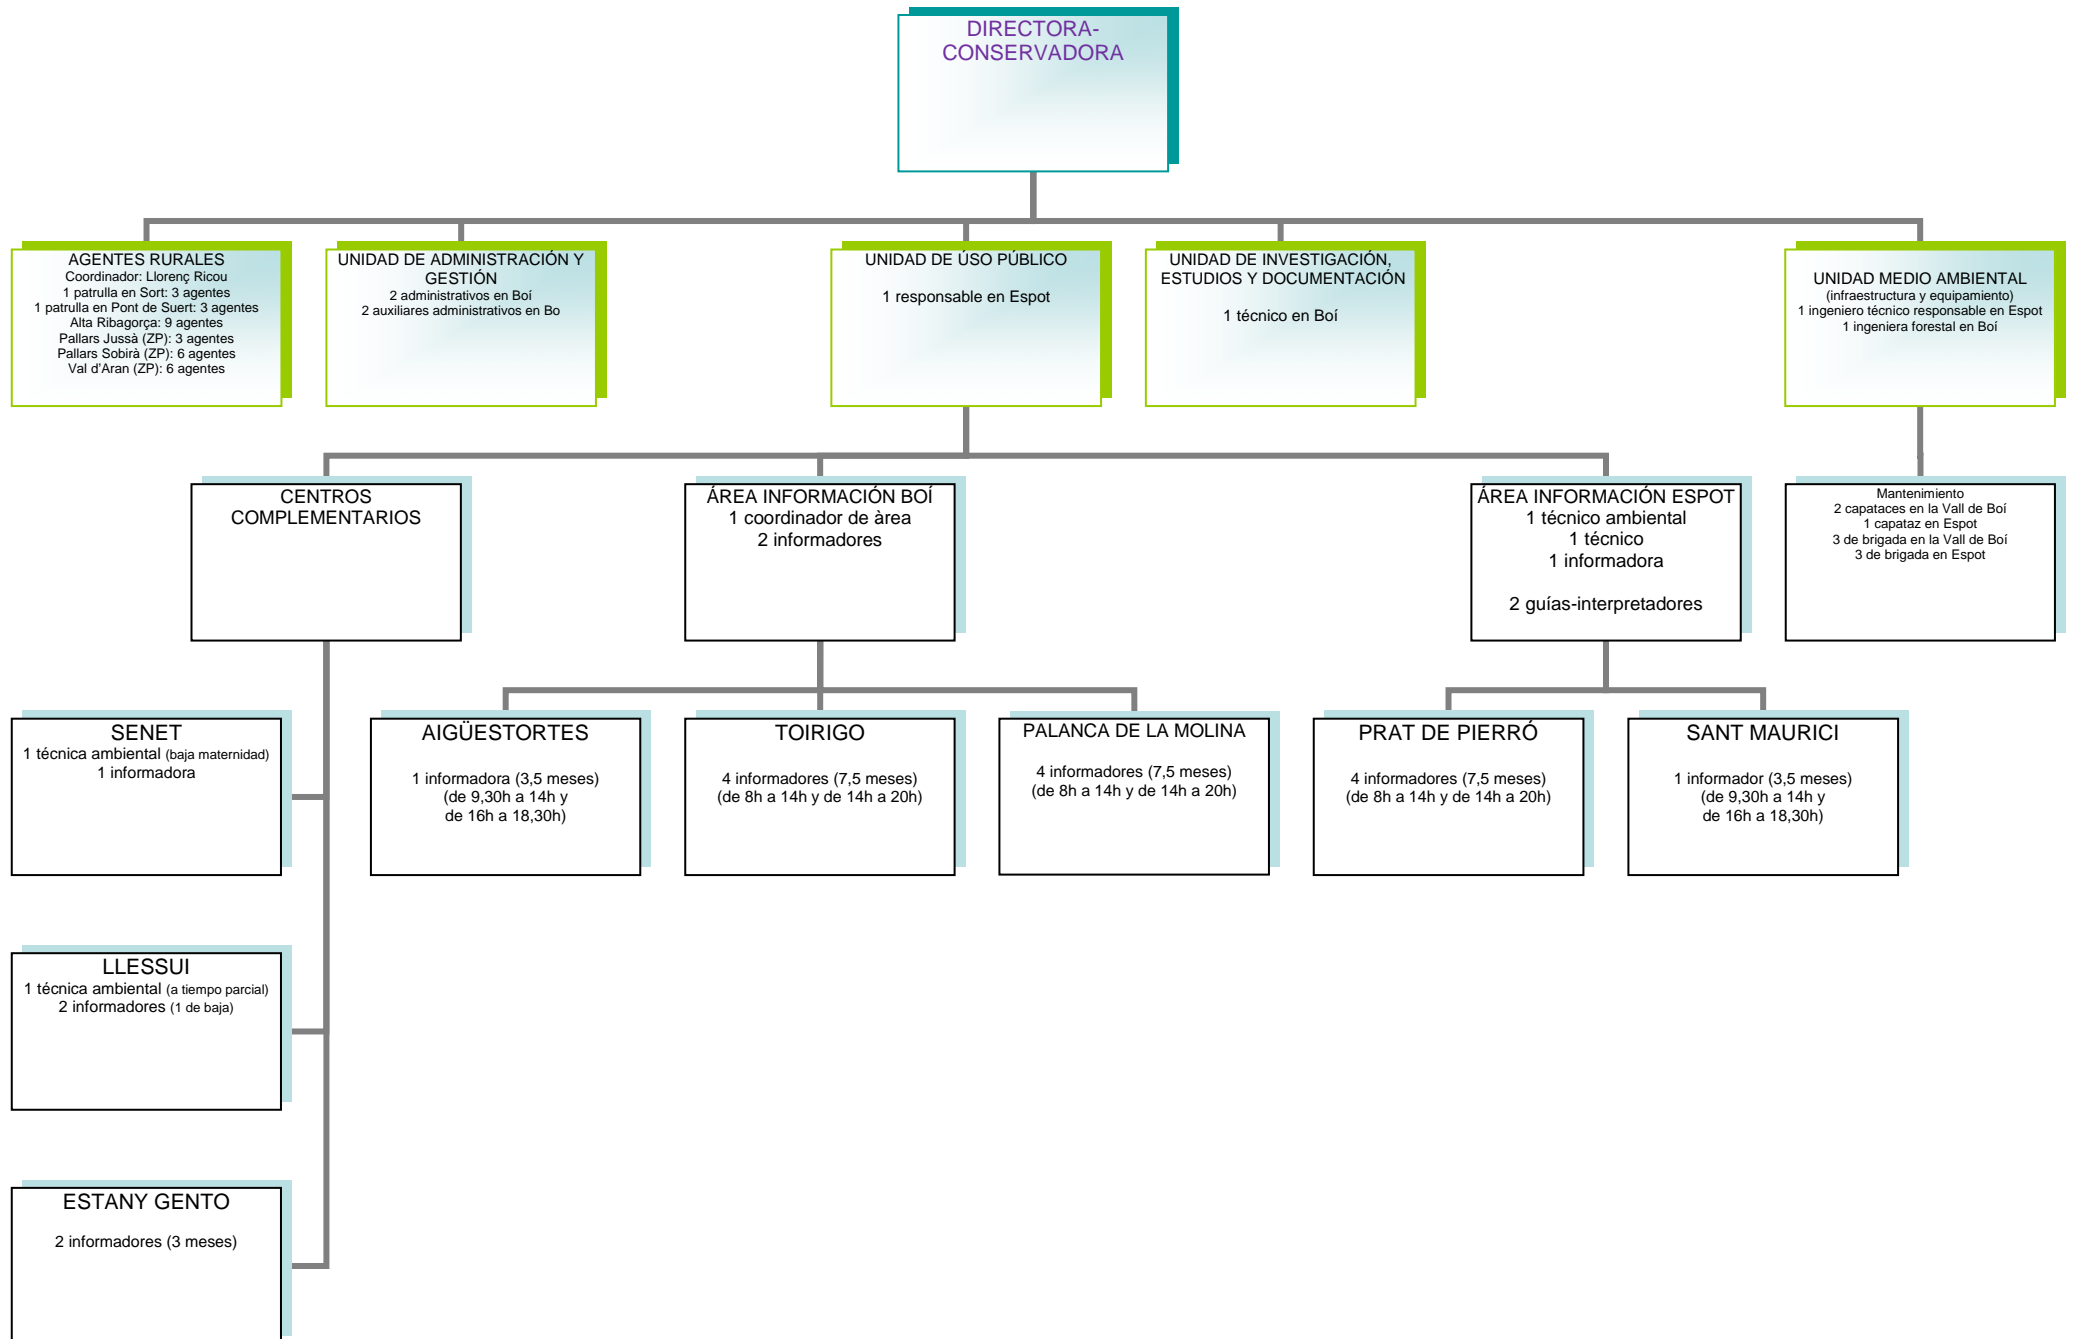 DIRECTORA-
CONSERVADORA
AGENTES RURALES
Coordinador: Llorenç Ricou
1 patrulla en Sort: 3 agentes
1 patrulla en Pont de Suert: 3 agentes
Alta Ribagorça: 9 agentes
Pallars Jussà (ZP): 3 agentes
Pallars Sobirà (ZP): 6 agentes
Val d'Aran (ZP): 6 agentes
UNIDAD DE ADMINISTRACIÓN Y
GESTIÓN
2 administrativos en Boí
2 auxiliares administrativos en Bo
UNIDAD DE ÚSO PÚBLICO
1 responsable en Espot
UNIDAD DE INVESTIGACIÓN,
ESTUDIOS Y DOCUMENTACIÓN
1 técnico en Boí
UNIDAD MEDIO AMBIENTAL
(infraestructura y equipamiento)
1 ingeniero técnico responsable en Espot
1 ingeniera forestal en Boí
CENTROS
COMPLEMENTARIOS
ÁREA INFORMACIÓN BOÍ
1 coordinador de àrea
2 informadores
ÁREA INFORMACIÓN ESPOT
1 técnico ambiental
1 técnico
1 informadora
2 guías-interpretadores
Mantenimiento
2 capataces en la Vall de Boí
1 capataz en Espot
3 de brigada en la Vall de Boí
3 de brigada en Espot
SENET
1 técnica ambiental (baja maternidad)
1 informadora
AIGÜESTORTES
1 informadora (3,5 meses)
(de 9,30h a 14h y
de 16h a 18,30h)
TOIRIGO
4 informadores (7,5 meses)
(de 8h a 14h y de 14h a 20h)
PALANCA DE LA MOLINA
4 informadores (7,5 meses)
(de 8h a 14h y de 14h a 20h)
PRAT DE PIERRÓ
4 informadores (7,5 meses)
(de 8h a 14h y de 14h a 20h)
SANT MAURICI
1 informador (3,5 meses)
(de 9,30h a 14h y
de 16h a 18,30h)
LLESSUI
1 técnica ambiental (a tiempo parcial)
2 informadores (1 de baja)
ESTANY GENTO
2 informadores (3 meses)